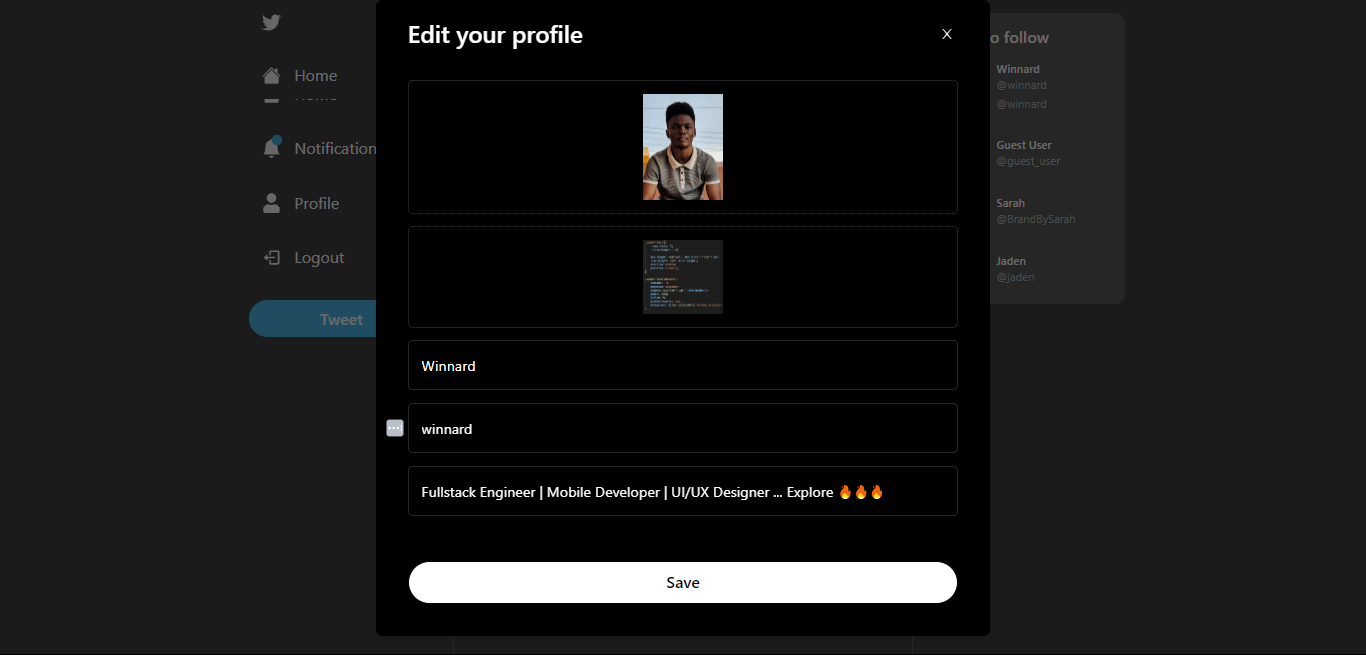 Edit your profile
X
Home
Notification
Profile
Logout
Tweet
o follow
Winnard
@winnard
@winnard
Guest User
@guest_user
Sarah
@BrandBySarah
Jaden
@jaden
Winnard
winnard
Fullstack Engineer | Mobile Developer | UI/UX Designer ... Explore 🔥🔥🔥
Save